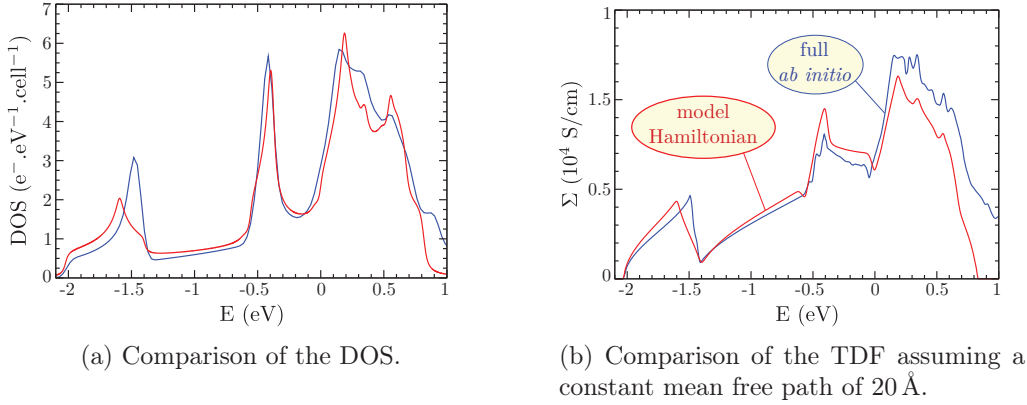 7
6
5
4
3
2
1
0
DOS (e⁻.eV⁻¹.cell⁻¹)
-2 -1.5 -1 -0.5 0 0.5 1
E (eV)
(a) Comparison of the DOS.
1
1.5
0.5
0
Σ (10⁴ S/cm)
full
ab initio
model
Hamiltonian
-2 -1.5 -1 -0.5 0 0.5 1
E (eV)
(b) Comparison of the TDF assuming a
constant mean free path of 20 Å.